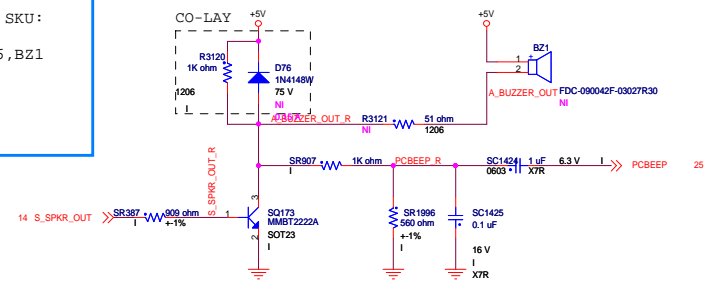 SKU:
5,BZ1
CO-LAY
+5V
+5V
R3120
1K ohm
1206
I
D76
1N4148W
75 V
NI
A_BUZZER_OUT_R
R3121
NI
51 ohm
1206
BZ1
1
2
A_BUZZER_OUT
FDC-090042F-03027R30
NI
S_SPKR_OUT_R
SR907
I
1K ohm
PCBEEP_R
SC1424
0603
1 uF
X7R
6.3 V
I
PCBEEP
25
14
S_SPKR_OUT
SR387
I
909 ohm
+-1%
1
3
2
SQ173
MMBT2222A
SOT23
I
SR1996
560 ohm
+-1%
I
SC1425
0.1 uF
16 V
I
X7R